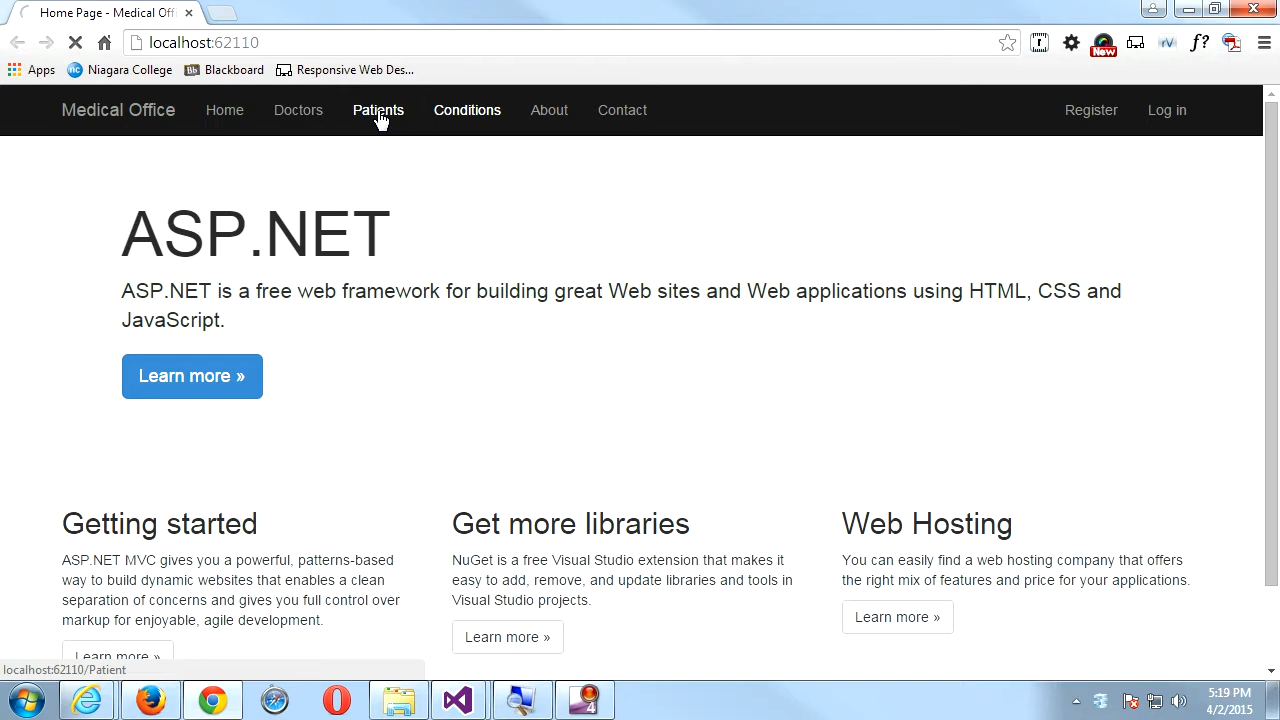 Home Page - Medical Offi
localhost:62110
New
rV
f?
Apps
nc
Niagara College
Bb
Blackboard
Responsive Web Des...
Medical Office
Home
Doctors
Patients
Conditions
About
Contact
Register
Log in
ASP.NET
ASP.NET is a free web framework for building great Web sites and Web applications using HTML, CSS and
JavaScript.
Learn more »
Getting started
ASP.NET MVC gives you a powerful, patterns-based
way to build dynamic websites that enables a clean
separation of concerns and gives you full control over
markup for enjoyable, agile development.
Learn more »
Get more libraries
NuGet is a free Visual Studio extension that makes it
easy to add, remove, and update libraries and tools in
Visual Studio projects.
Learn more »
Web Hosting
You can easily find a web hosting company that offers
the right mix of features and price for your applications.
Learn more »
localhost:62110/Patient
4
5:19 PM
4/2/2015